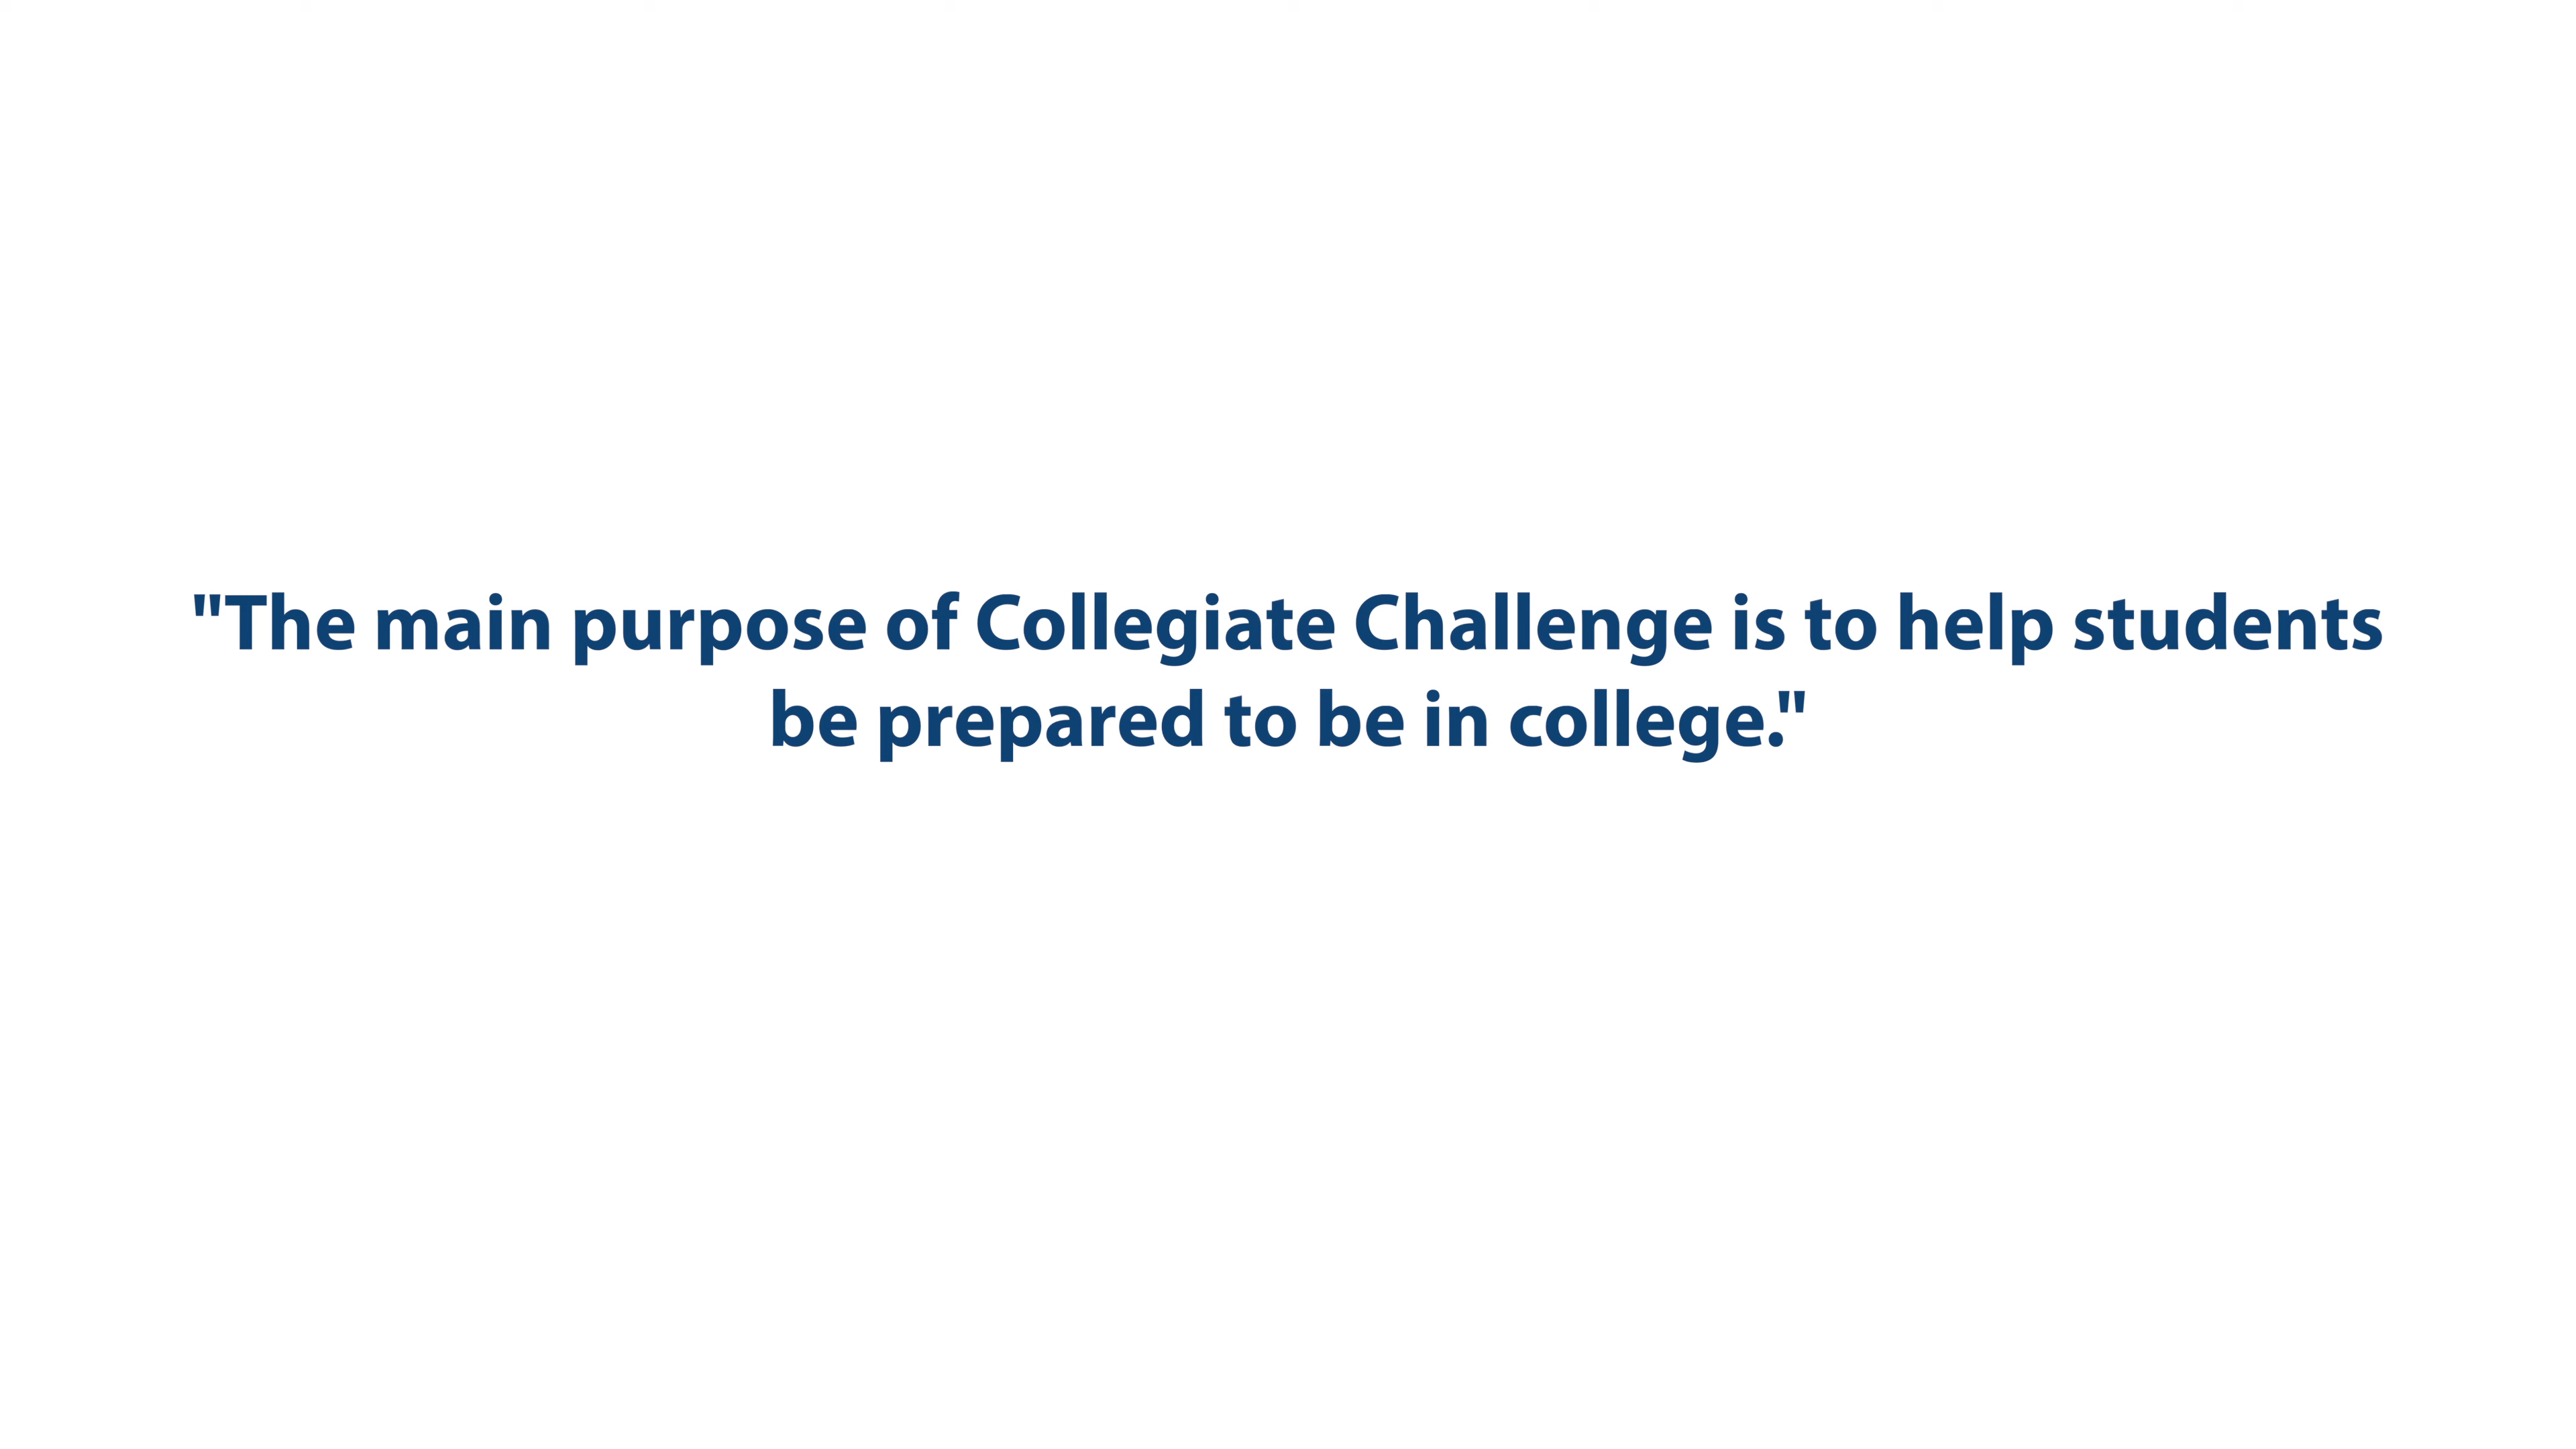 "The main purpose of Collegiate Challenge is to help students
be prepared to be in college."